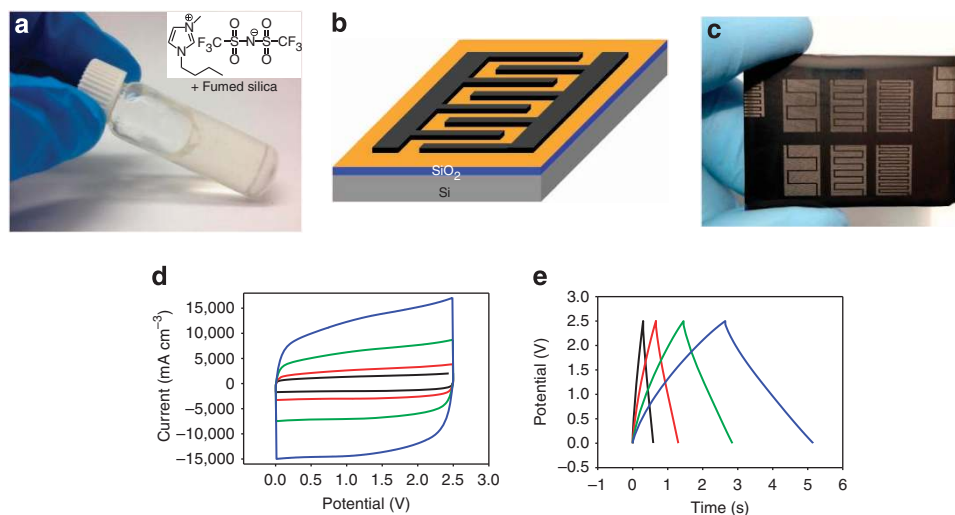 a
⊕
N
N
F₃C
O
O
S
⊖
N
O
O
S
CF₃
O
O
+ Fumed silica
b
SiO₂
Si
c
d
15,000
10,000
5,000
0
−5,000
−10,000
−15,000
Current (mA cm⁻³)
0.0 0.5 1.0 1.5 2.0 2.5 3.0
Potential (V)
e
3.0
2.5
2.0
1.5
1.0
0.5
0.0
−0.5
Potential (V)
−1 0 1 2 3 4 5 6
Time (s)